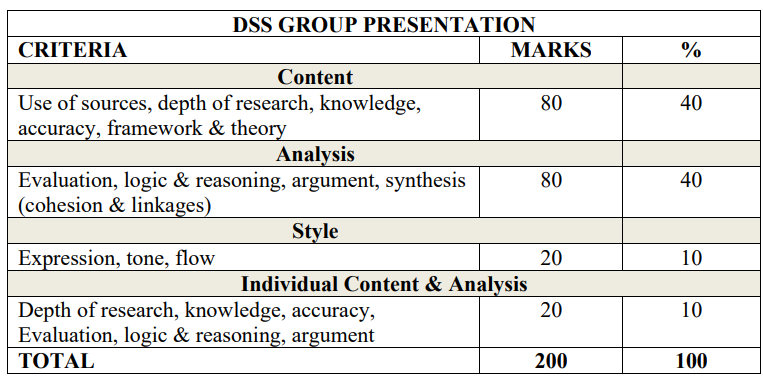 DSS GROUP PRESENTATION
CRITERIA MARKS %
Content
Use of sources, depth of research, knowledge, 80 40
accuracy, framework & theory
Analysis
Evaluation, logic & reasoning, argument, synthesis 80 40
(cohesion & linkages)
Style
Expression, tone, flow 20 10
Individual Content & Analysis
Depth of research, knowledge, accuracy, 20 10
Evaluation, logic & reasoning, argument
TOTAL 200 100